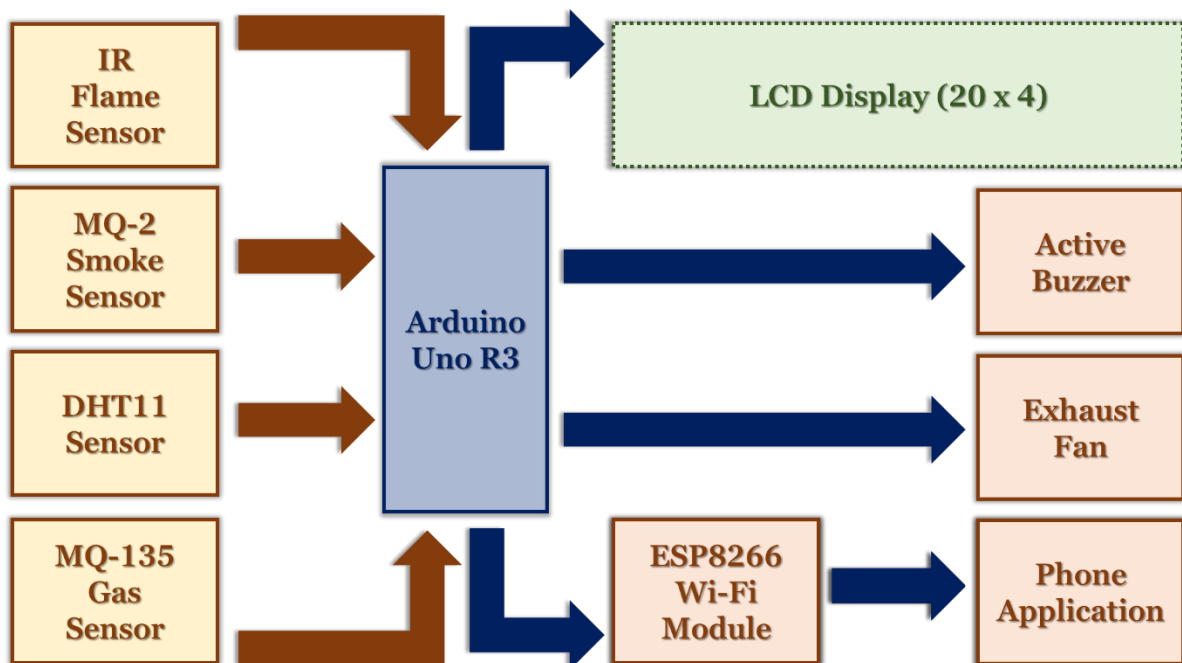 IR
Flame
Sensor
LCD Display (20 x 4)
MQ-2
Smoke
Sensor
Active
Buzzer
Arduino
Uno R3
DHT11
Sensor
Exhaust
Fan
MQ-135
Gas
Sensor
ESP8266
Wi-Fi
Module
Phone
Application